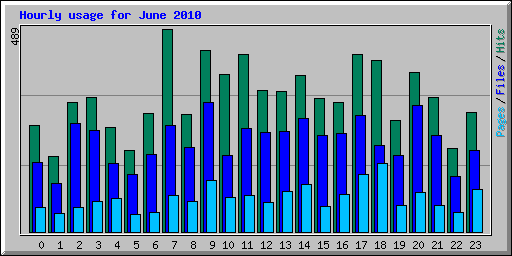 Hourly usage for June 2010
489
Pages/Files/Hits
0 1 2 3 4 5 6 7 8 9 10 11 12 13 14 15 16 17 18 19 20 21 22 23